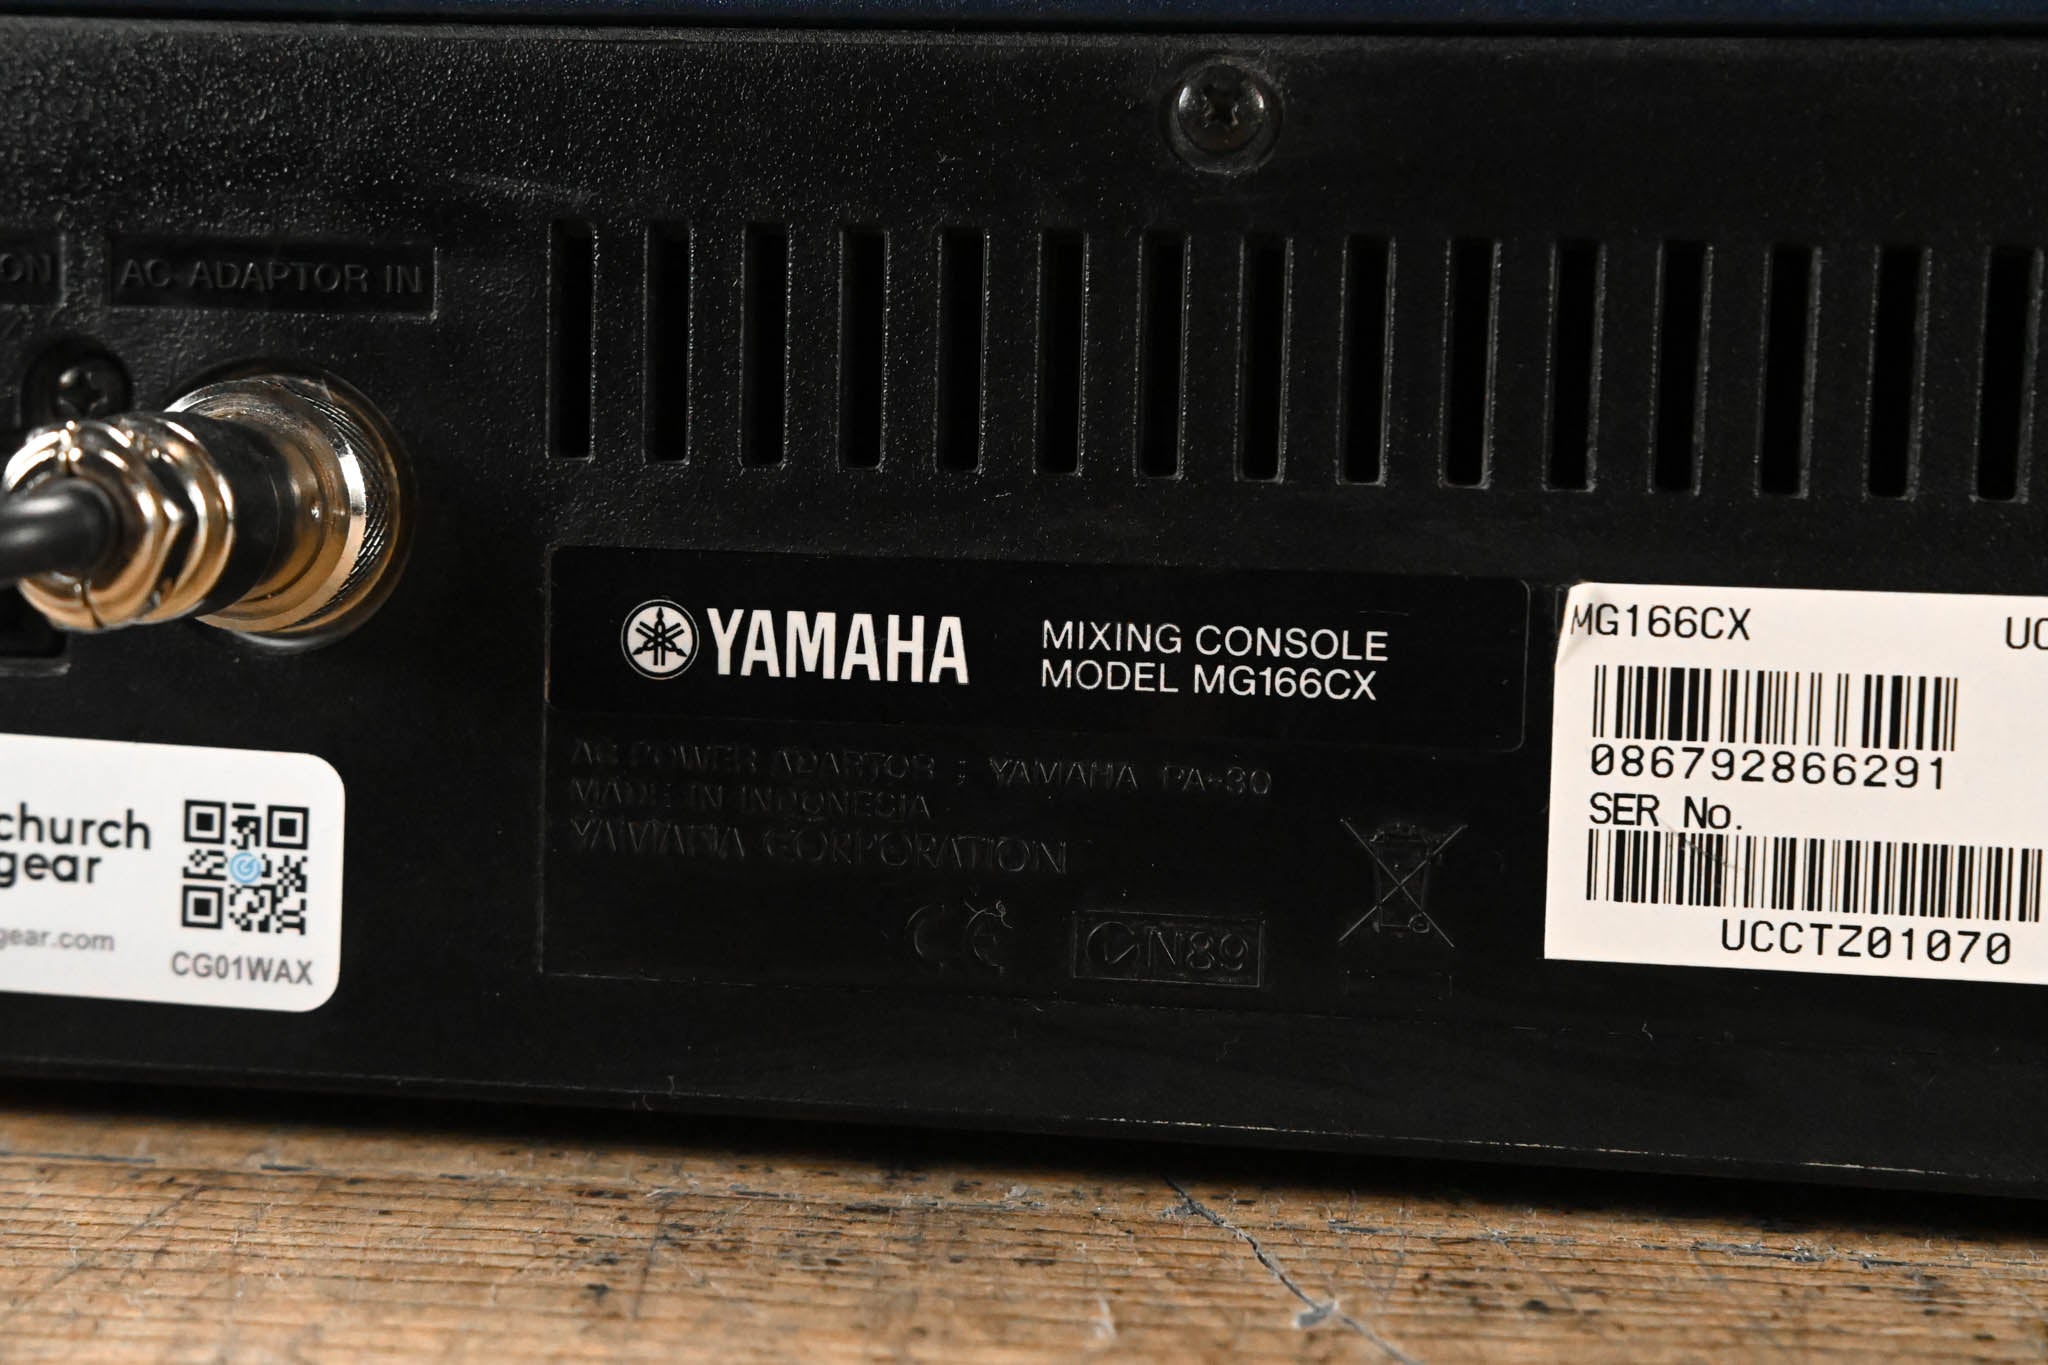 ON
AC ADAPTOR IN
YAMAHA
MIXING CONSOLE
MODEL MG166CX
AC POWER ADAPTOR : YAMAHA PA-30
MADE IN INDONESIA
YAMAHA CORPORATION
CE
N89
MG166CX UC
086792866291
SER No.
UCCTZ01070
church
gear
gear.com
CG01WAX